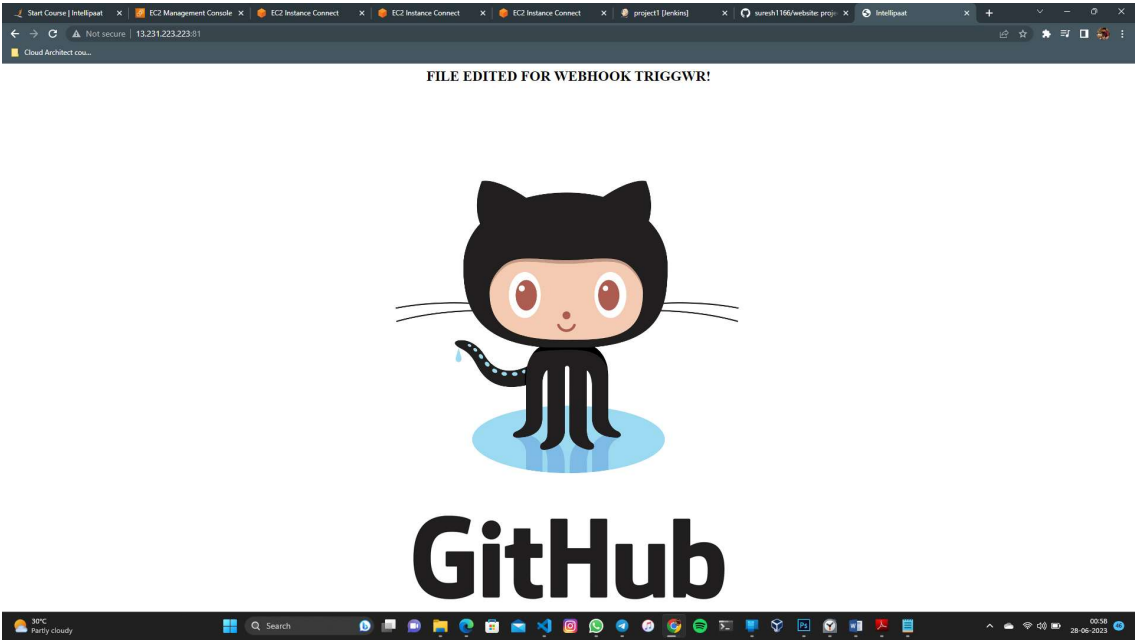 Start Course | Intellipaat
EC2 Management Console
EC2 Instance Connect
EC2 Instance Connect
EC2 Instance Connect
project1 [Jenkins]
suresh1166/website: proje
Intellipaat
Not secure | 13.231.223.223:81
Cloud Architect cou...
FILE EDITED FOR WEBHOOK TRIGGWR!
GitHub
30°C
Partly cloudy
Search
00:58
28-06-2023